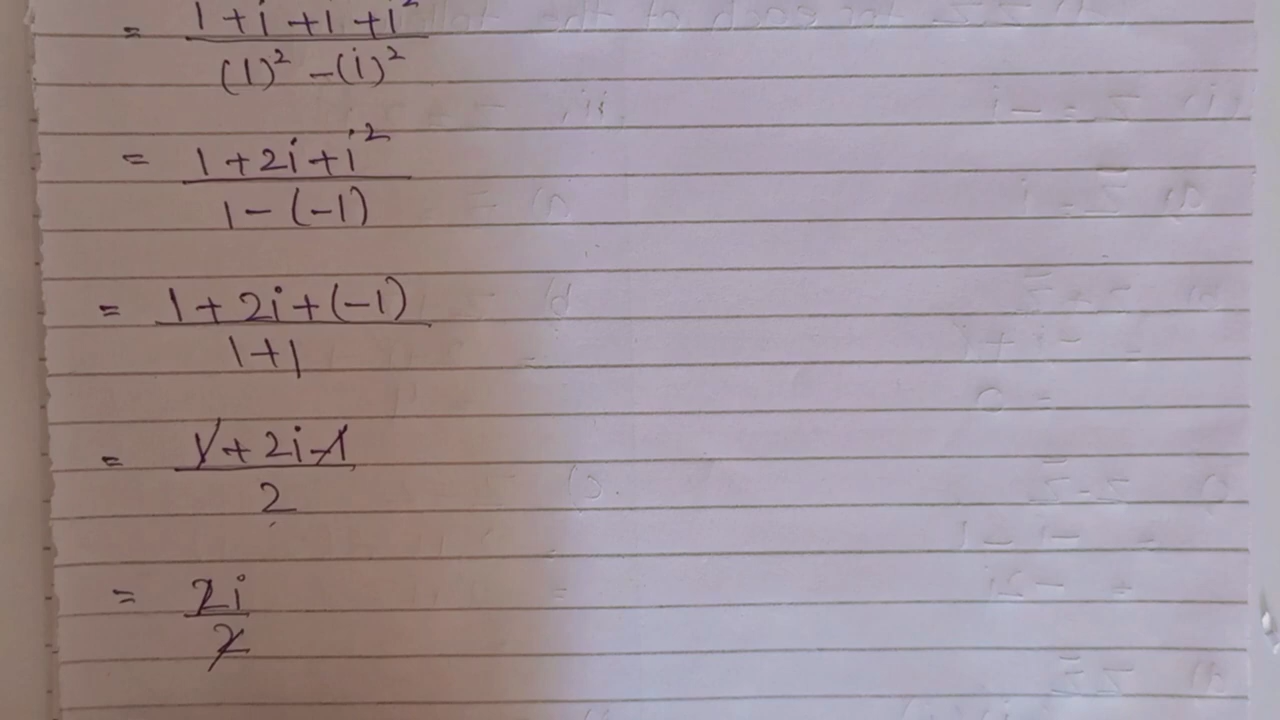 = 1 + i + i + i² / (1)² - (i)²
= 1 + 2i + i² / 1 - (-1)
= 1 + 2i + (-1) / 1 + 1
= 1 + 2i - 1 / 2
= 2i / 2